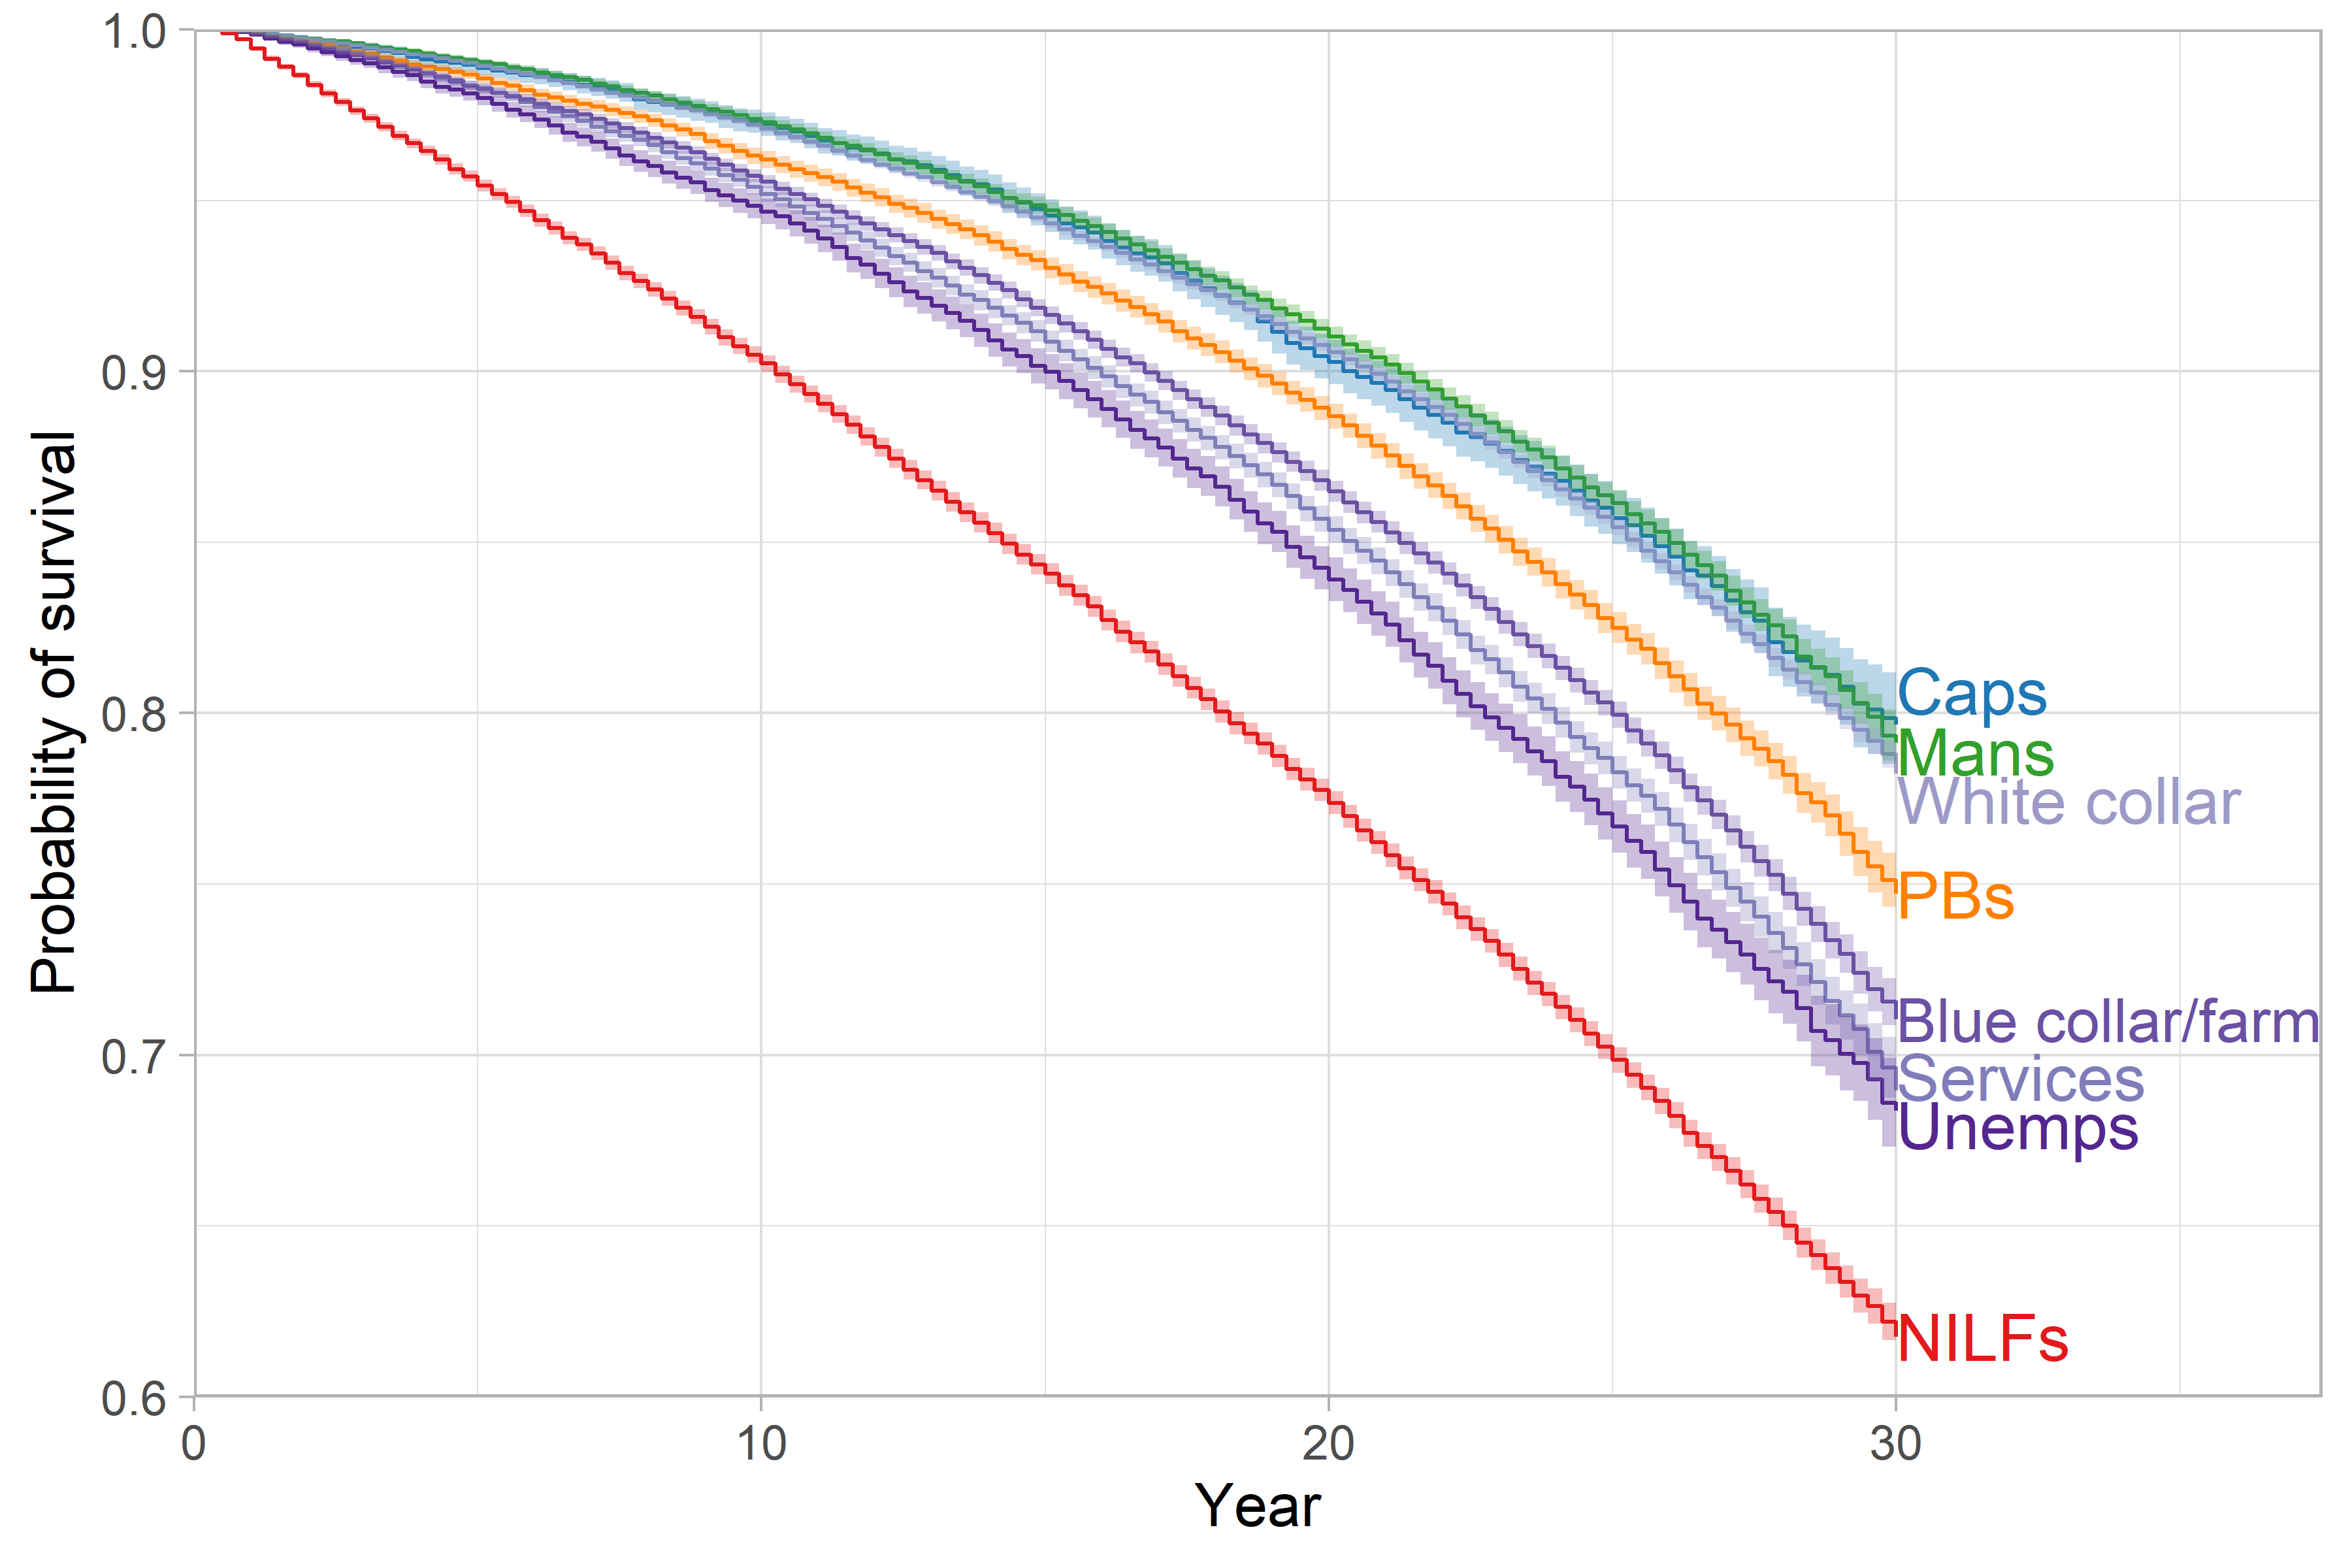 Probability of survival
1.0
0.9
0.8
0.7
0.6
Caps
Mans
White collar
PBs
Blue collar/farm
Services
Unemps
NILFs
0 10 20 30
Year